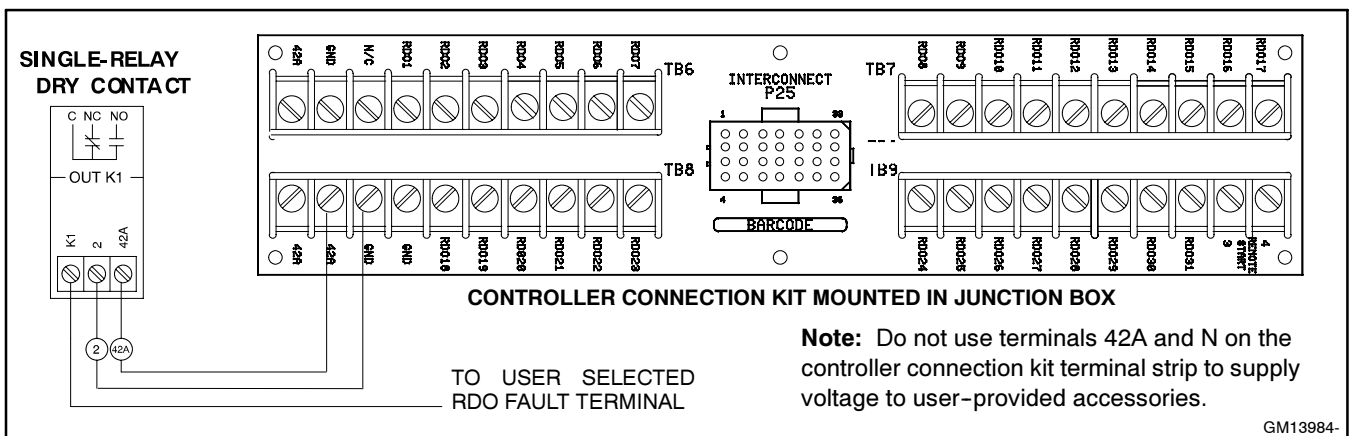 SINGLE-RELAY
DRY CONTACT
C NC NO
OUT K1
K1 2 42A
2 42A
42A GND N/C RDO1 RDO2 RDO3 RDO4 RDO5 RDO6 RDO7
TB6
INTERCONNECT
P25
1 33
4 36
BARCODE
TB7
RDO8 RDO9 RDO10 RDO11 RDO12 RDO13 RDO14 RDO15 RDO16 RDO17
TB8
42A 42A GND GND RDO18 RDO19 RDO20 RDO21 RDO22 RDO23
TB9
RDO24 RDO25 RDO26 RDO27 RDO28 RDO29 RDO30 RDO31 3 4
REMOTE
START
CONTROLLER CONNECTION KIT MOUNTED IN JUNCTION BOX
TO USER SELECTED
RDO FAULT TERMINAL
Note: Do not use terminals 42A and N on the
controller connection kit terminal strip to supply
voltage to user-provided accessories.
GM13984-